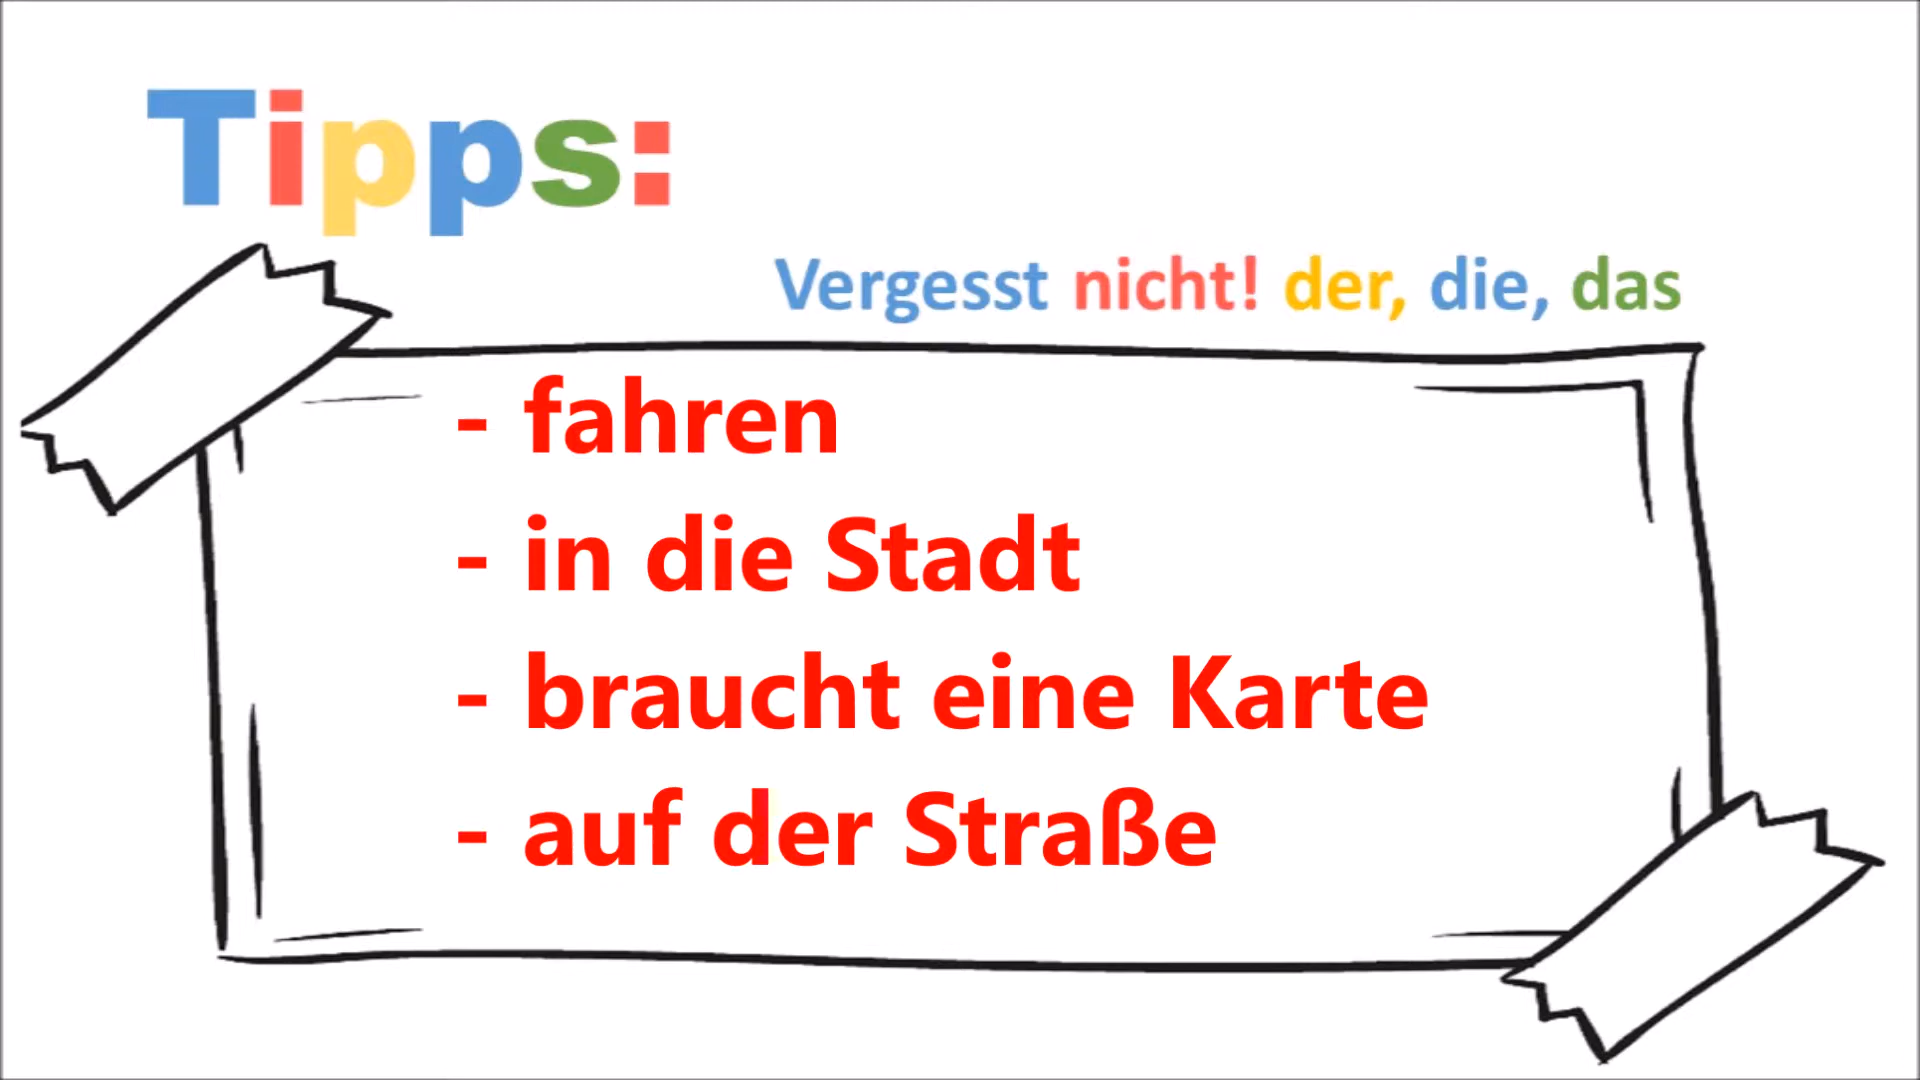 Tipps:
Vergesst nicht! der, die, das
- fahren
- in die Stadt
- braucht eine Karte
- auf der Straße